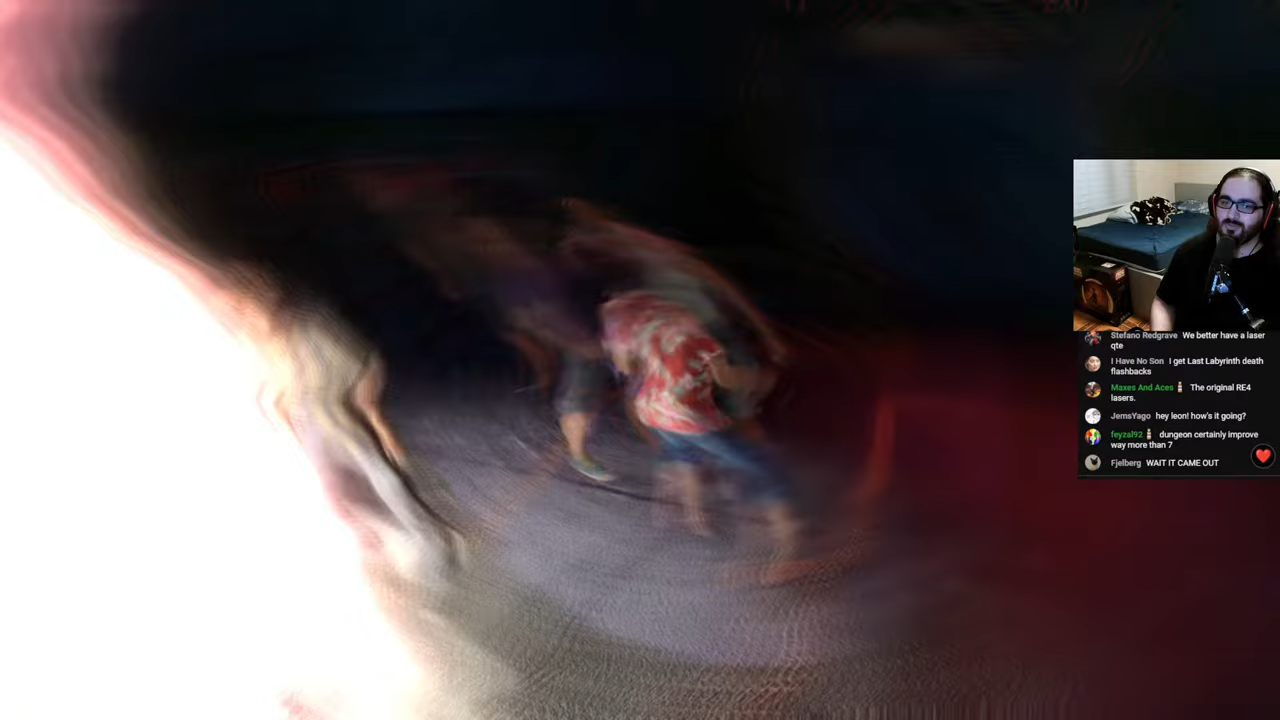 Stefano Redgrave We better have a laser
qte
I Have No Son I get Last Labyrinth death
flashbacks
Maxes And Aces The original RE4
lasers.
JemsYago hey leon! how's it going?
feyzal92 dungeon certainly improve
way more than 7
Fjelberg WAIT IT CAME OUT